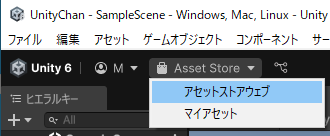 UnityChan - SampleScene - Windows, Mac, Linux - Unity
ファイル 編集 アセット ゲームオブジェクト コンポーネント サー
Unity 6 M Asset Store
ヒエラルキー アセットストアウェブ
マイアセット